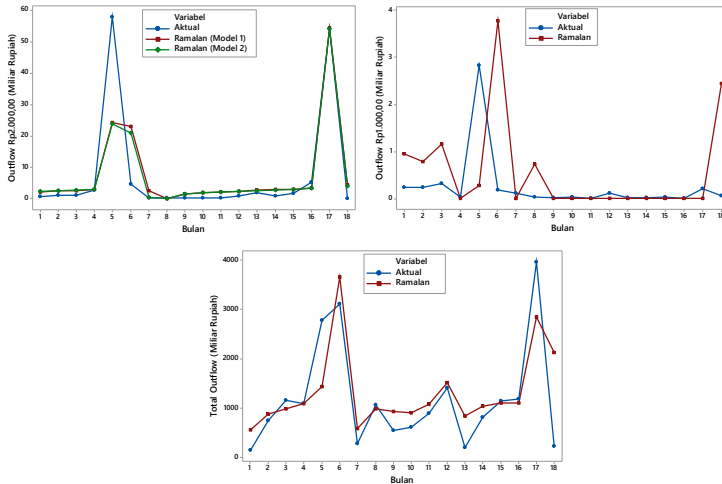 Outflow Rp2.000,00 (Miliar Rupiah)
60
50
40
30
20
10
0
Variabel
Aktual
Ramalan (Model 1)
Ramalan (Model 2)
1 2 3 4 5 6 7 8 9 10 11 12 13 14 15 16 17 18
Bulan
Outflow Rp1.000,00 (Miliar Rupiah)
4
3
2
1
0
Variabel
Aktual
Ramalan
1 2 3 4 5 6 7 8 9 10 11 12 13 14 15 16 17 18
Bulan
Total Outflow (Miliar Rupiah)
4000
3000
2000
1000
0
Variabel
Aktual
Ramalan
1 2 3 4 5 6 7 8 9 10 11 12 13 14 15 16 17 18
Bulan